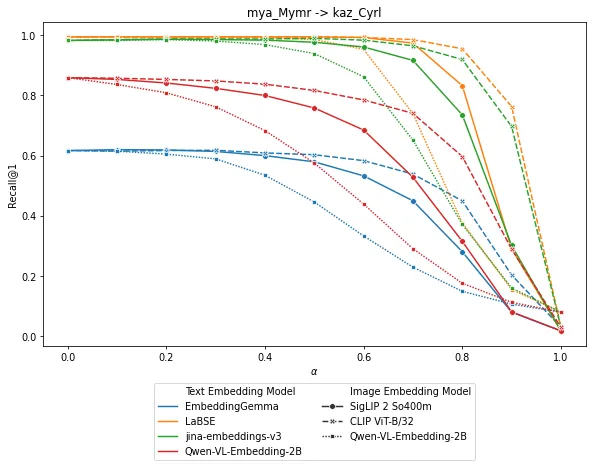 mya_Mymr -> kaz_Cyrl
Recall@1
1.0
0.8
0.6
0.4
0.2
0.0
0.0 0.2 0.4 0.6 0.8 1.0
α
Text Embedding Model
EmbeddingGemma
LaBSE
jina-embeddings-v3
Qwen-VL-Embedding-2B
Image Embedding Model
SigLIP 2 So400m
CLIP ViT-B/32
Qwen-VL-Embedding-2B